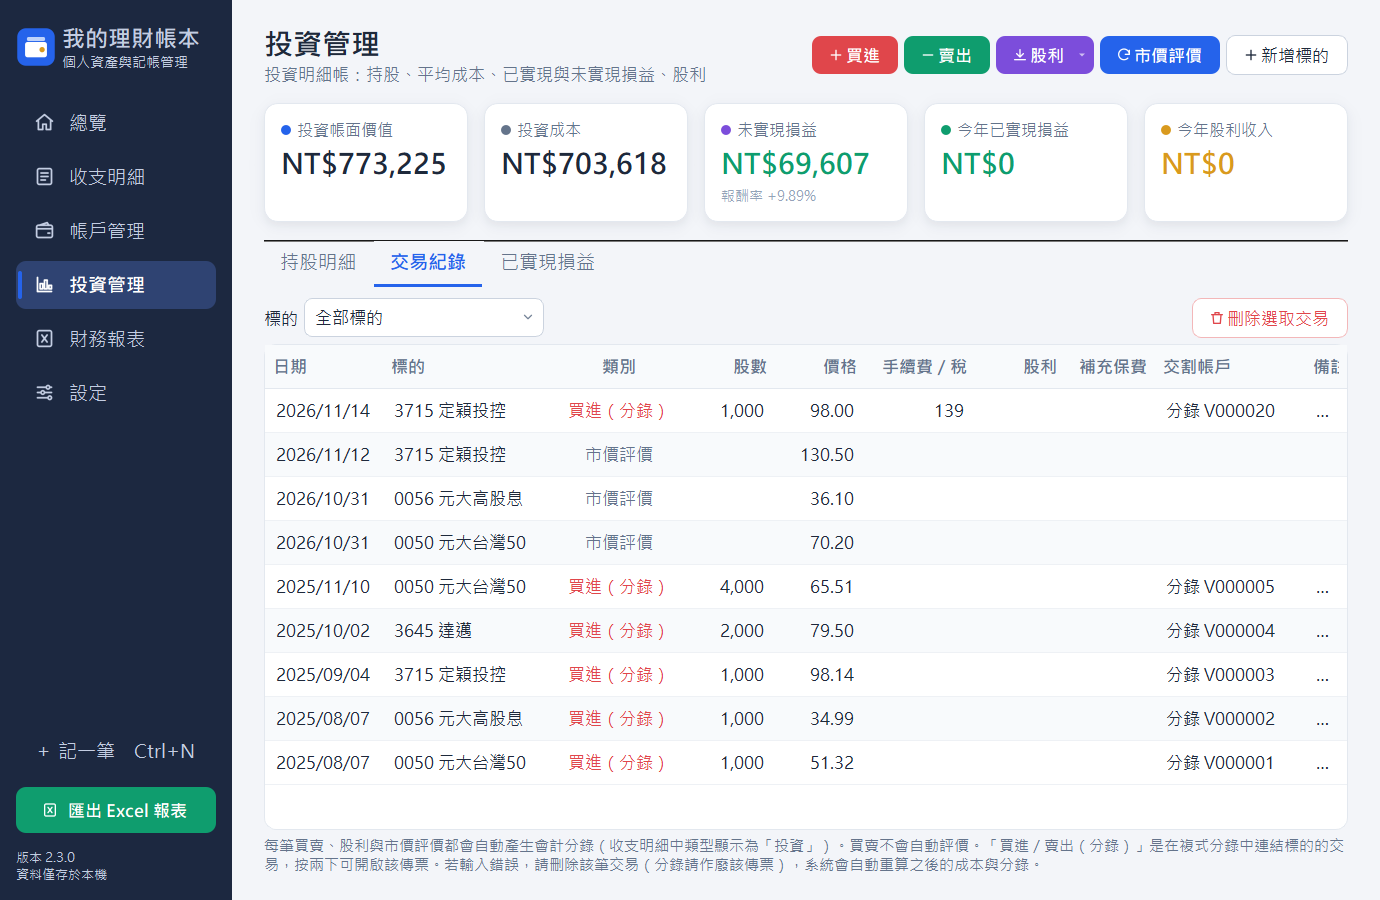 我的理財帳本
個人資產與記帳管理
總覽
收支明細
帳戶管理
投資管理
財務報表
設定
+ 記一筆 Ctrl+N
匯出 Excel 報表
版本 2.3.0
資料僅存於本機
投資管理
投資明細帳：持股、平均成本、已實現與未實現損益、股利
買進 賣出 股利 市價評價 新增標的
投資帳面價值
NT$773,225
投資成本
NT$703,618
未實現損益
NT$69,607
報酬率 +9.89%
今年已實現損益
NT$0
今年股利收入
NT$0
持股明細 交易紀錄 已實現損益
標的 全部標的 刪除選取交易
日期 標的 類別 股數 價格 手續費 / 稅 股利 補充保費 交割帳戶
2026/11/14 3715 定穎投控 買進（分錄） 1,000 98.00 139 分錄 V000020 ...
2026/11/12 3715 定穎投控 市價評價 130.50
2026/10/31 0056 元大高股息 市價評價 36.10
2026/10/31 0050 元大台灣50 市價評價 70.20
2025/11/10 0050 元大台灣50 買進（分錄） 4,000 65.51 分錄 V000005 ...
2025/10/02 3645 達邁 買進（分錄） 2,000 79.50 分錄 V000004 ...
2025/09/04 3715 定穎投控 買進（分錄） 1,000 98.14 分錄 V000003 ...
2025/08/07 0056 元大高股息 買進（分錄） 1,000 34.99 分錄 V000002 ...
2025/08/07 0050 元大台灣50 買進（分錄） 1,000 51.32 分錄 V000001 ...
每筆買賣、股利與市價評價都會自動產生會計分錄（收支明細中類型顯示為「投資」）。買賣不會自動評價。「買進 / 賣出（分錄）」是在複式分錄中連結標的的交
易，按兩下可開啟該傳票。若輸入錯誤，請刪除該筆交易（分錄請作廢該傳票），系統會自動重算之後的成本與分錄。